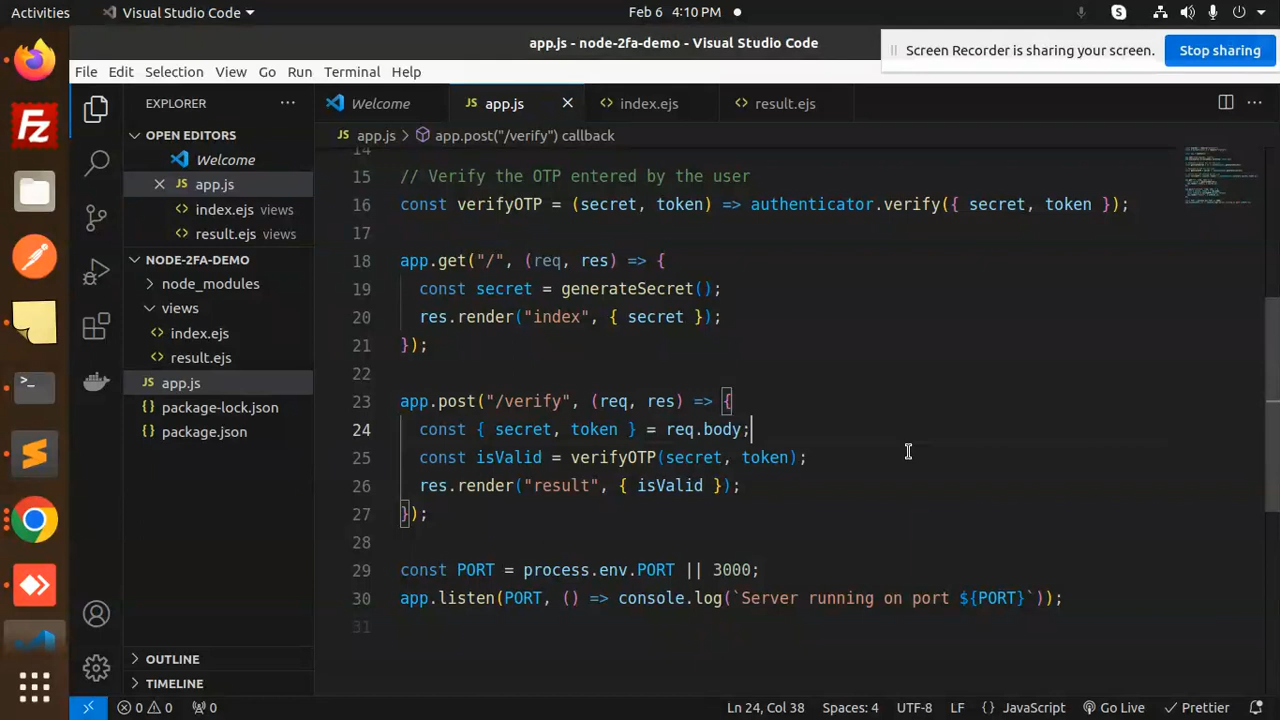 Activities
Visual Studio Code
Feb 6 4:10 PM
app.js - node-2fa-demo - Visual Studio Code
Screen Recorder is sharing your screen.
Stop sharing
File Edit Selection View Go Run Terminal Help
EXPLORER
Welcome
app.js
index.ejs
result.ejs
OPEN EDITORS
Welcome
app.js
index.ejs views
result.ejs views
NODE-2FA-DEMO
node_modules
views
index.ejs
result.ejs
app.js
package-lock.json
package.json
OUTLINE
TIMELINE
app.js > app.post("/verify") callback
14
15 // Verify the OTP entered by the user
16 const verifyOTP = (secret, token) => authenticator.verify({ secret, token });
17
18 app.get("/", (req, res) => {
19 const secret = generateSecret();
20 res.render("index", { secret });
21 });
22
23 app.post("/verify", (req, res) => {
24 const { secret, token } = req.body;
25 const isValid = verifyOTP(secret, token);
26 res.render("result", { isValid });
27 });
28
29 const PORT = process.env.PORT || 3000;
30 app.listen(PORT, () => console.log(`Server running on port ${PORT}`));
31
0 0 0
Ln 24, Col 38
Spaces: 4
UTF-8
LF
{ } JavaScript
Go Live
Prettier